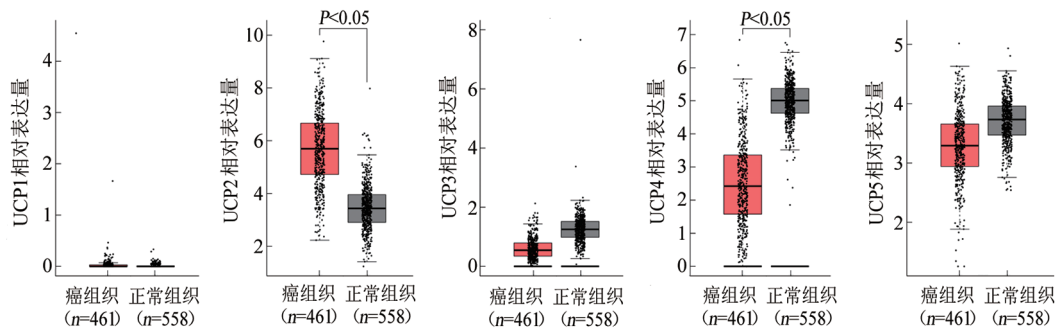 UCP1相对表达量
4
3
2
1
0
癌组织 正常组织
(n=461) (n=558)
P<0.05
UCP2相对表达量
10
8
6
4
2
癌组织 正常组织
(n=461) (n=558)
UCP3相对表达量
8
6
4
2
0
癌组织 正常组织
(n=461) (n=558)
P<0.05
UCP4相对表达量
7
6
5
4
3
2
1
0
癌组织 正常组织
(n=461) (n=558)
UCP5相对表达量
5
4
3
2
癌组织 正常组织
(n=461) (n=558)